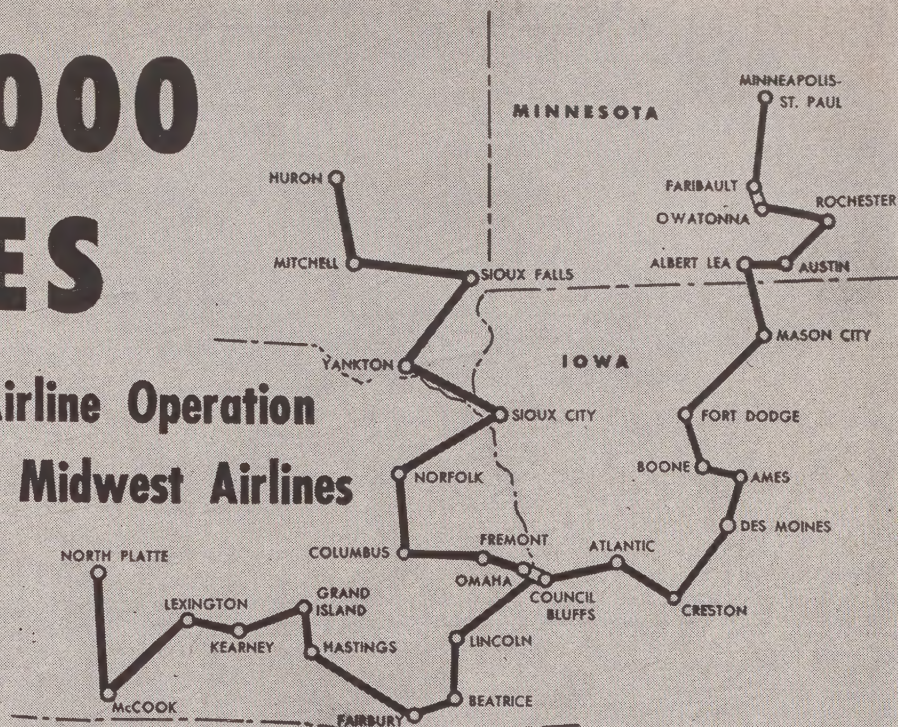 000
ES
Airline Operation
Midwest Airlines
MINNESOTA
IOWA
MINNEAPOLIS-
ST. PAUL
FARIBAULT
OWATONNA
ROCHESTER
ALBERT LEA
AUSTIN
MASON CITY
FORT DODGE
BOONE
AMES
DES MOINES
CRESTON
ATLANTIC
COUNCIL
BLUFFS
OMAHA
FREMONT
COLUMBUS
NORFOLK
SIOUX CITY
YANKTON
SIOUX FALLS
MITCHELL
HURON
LINCOLN
BEATRICE
FAIRBURY
HASTINGS
GRAND
ISLAND
KEARNEY
LEXINGTON
McCOOK
NORTH PLATTE